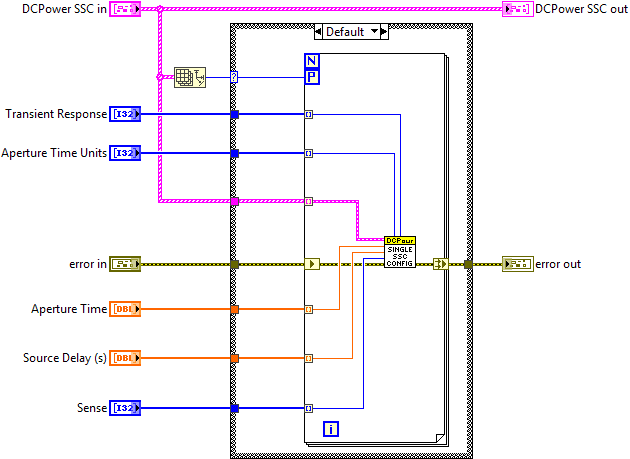 DCPower SSC in
DCPower SSC out
Default
N
P
?
Transient Response
[I32]
Aperture Time Units
[I32]
DCPower
SINGLE
SSC
CONFIG
error in
error out
Aperture Time
[DBL]
Source Delay (s)
[DBL]
Sense
[I32]
i